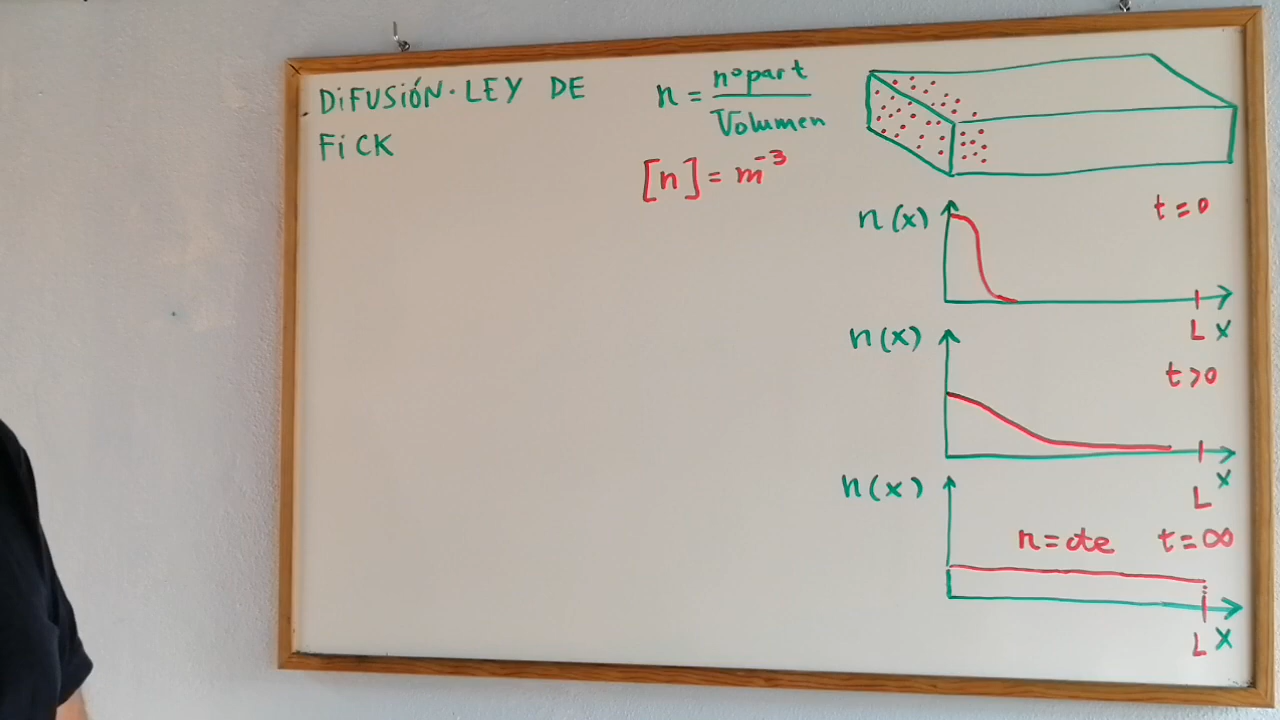 DiFUSIÓN. LEY DE
FiCK
n = nºpart / Volumen
[n] = m⁻³
n(x)
t=0
L x
n(x)
t>0
L x
n(x)
n=cte t=∞
L x